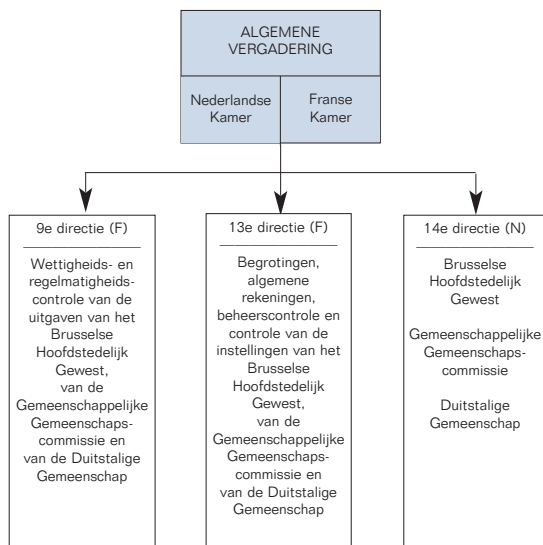 ALGEMENE
VERGADERING
Nederlandse
Kamer
Franse
Kamer
9e directie (F)
Wettigheids- en
regelmatigheids-
controle van de
uitgaven van het
Brusselse
Hoofdstedelijk
Gewest,
van de
Gemeenschappelijke
Gemeenschaps-
commissie en
van de Duitstalige
Gemeenschap
13e directie (F)
Begrotingen,
algemene
rekeningen,
beheerscontrole en
controle van de
instellingen van het
Brusselse
Hoofdstedelijk
Gewest,
van de
Gemeenschappelijke
Gemeenschaps-
commissie en
van de Duitstalige
Gemeenschap
14e directie (N)
Brusselse
Hoofdstedelijk
Gewest
Gemeenschappelijke
Gemeenschaps-
commissie
Duitstalige
Gemeenschap